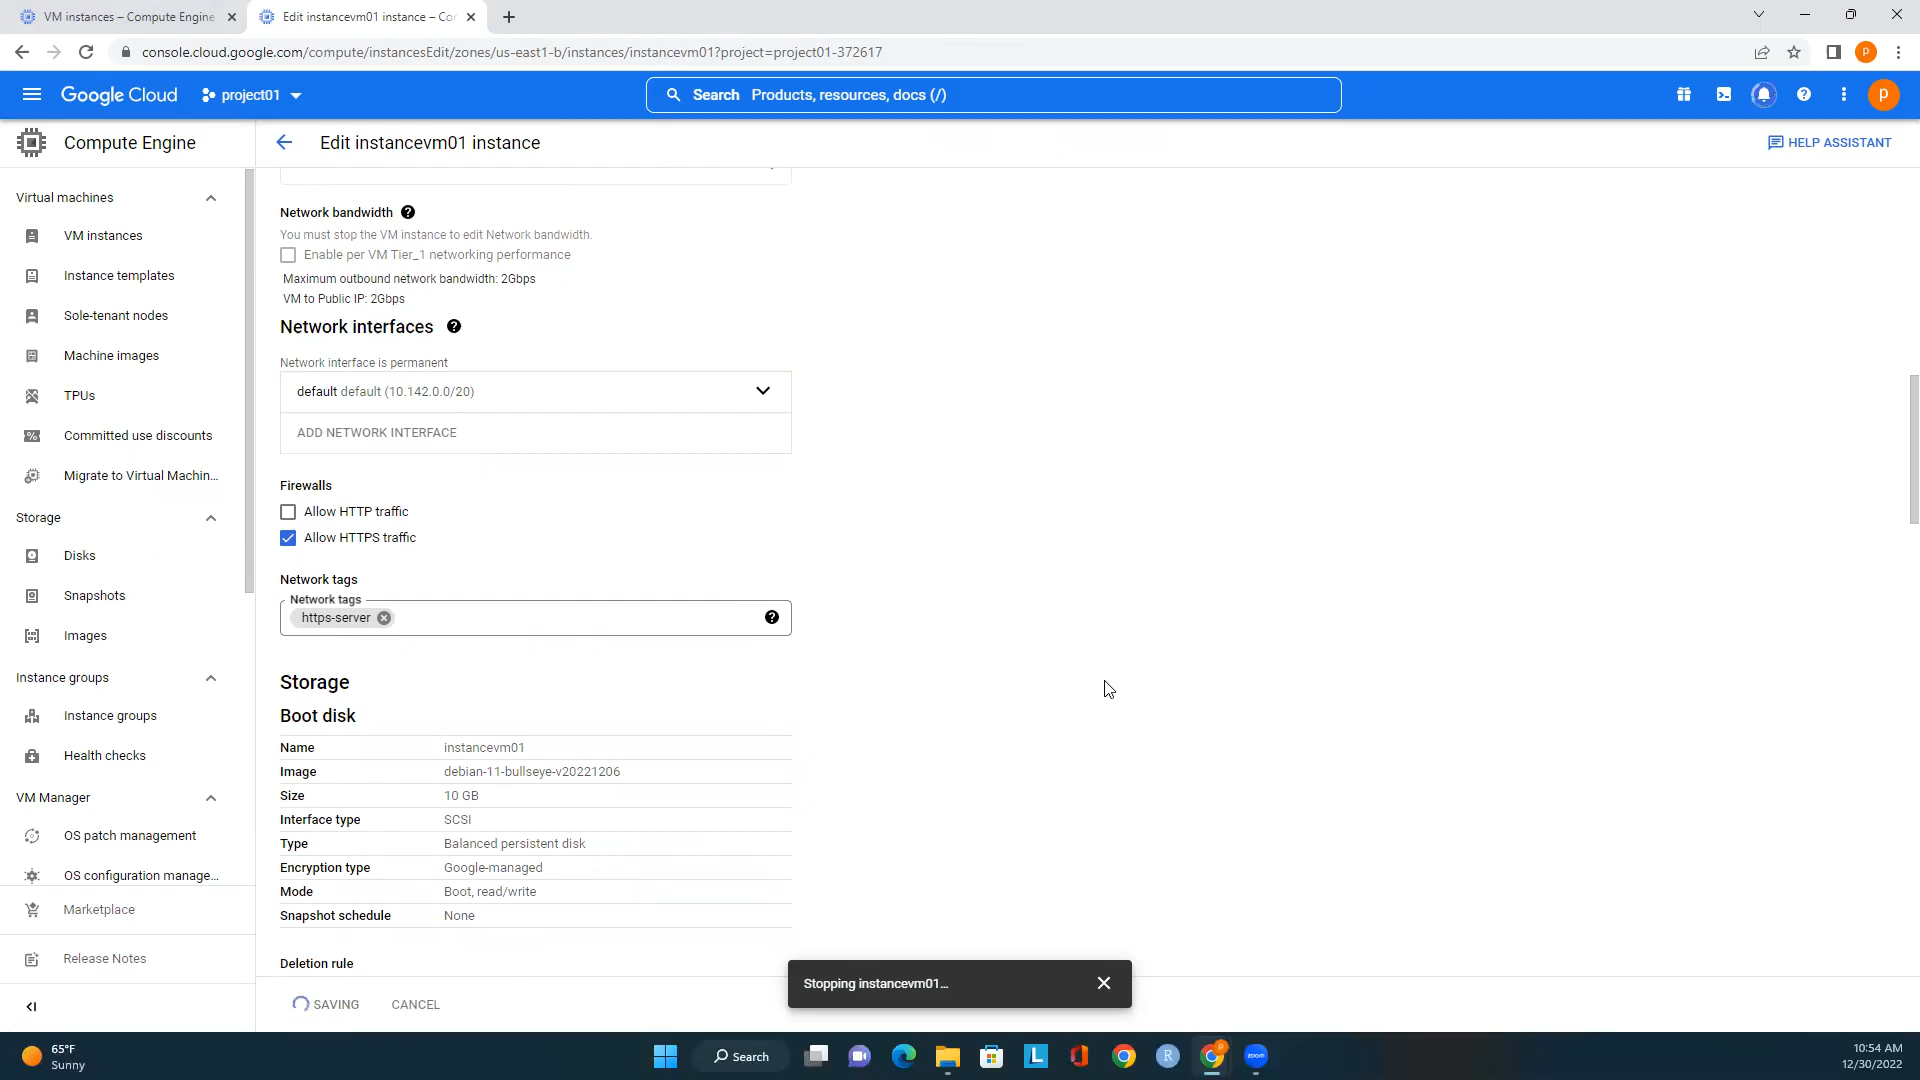 VM instances – Compute Engine
Edit instancevm01 instance – Co
console.cloud.google.com/compute/instancesEdit/zones/us-east1-b/instances/instancevm01?project=project01-372617
P
Google Cloud
project01
Search Products, resources, docs (/)
P
Compute Engine
Edit instancevm01 instance
HELP ASSISTANT
Virtual machines
VM instances
Instance templates
Sole-tenant nodes
Machine images
TPUs
Committed use discounts
Migrate to Virtual Machin...
Storage
Disks
Snapshots
Images
Instance groups
Instance groups
Health checks
VM Manager
OS patch management
OS configuration manage...
Marketplace
Release Notes
Network bandwidth
You must stop the VM instance to edit Network bandwidth.
Enable per VM Tier_1 networking performance
Maximum outbound network bandwidth: 2Gbps
VM to Public IP: 2Gbps
Network interfaces
Network interface is permanent
default default (10.142.0.0/20)
ADD NETWORK INTERFACE
Firewalls
Allow HTTP traffic
Allow HTTPS traffic
Network tags
Network tags
https-server
Storage
Boot disk
Name instancevm01
Image debian-11-bullseye-v20221206
Size 10 GB
Interface type SCSI
Type Balanced persistent disk
Encryption type Google-managed
Mode Boot, read/write
Snapshot schedule None
Deletion rule
SAVING
CANCEL
Stopping instancevm01...
65°F
Sunny
Search
L
R
P
zoom
10:54 AM
12/30/2022